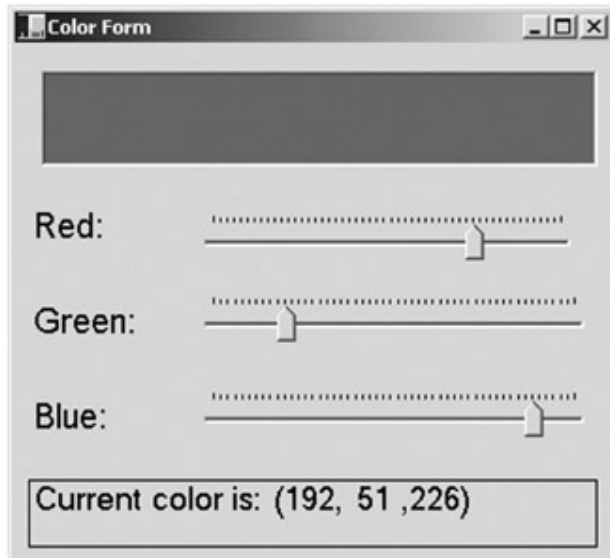 Color Form
Red:
Green:
Blue:
Current color is: (192, 51 ,226)